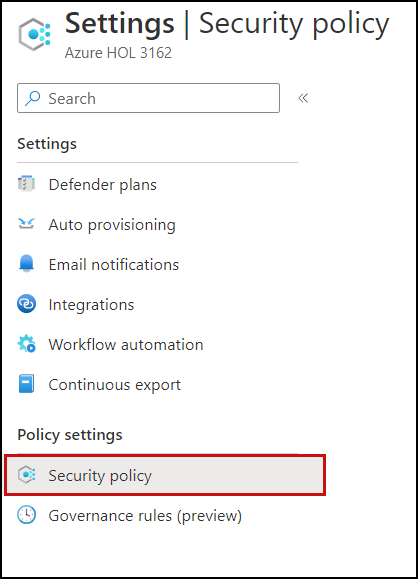 Settings | Security policy
Azure HOL 3162
Search
Settings
Defender plans
Auto provisioning
Email notifications
Integrations
Workflow automation
Continuous export
Policy settings
Security policy
Governance rules (preview)